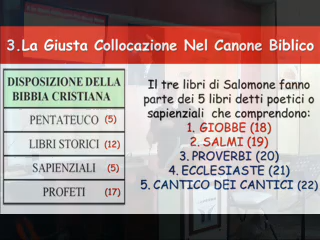 3.La Giusta Collocazione Nel Canone Biblico
DISPOSIZIONE DELLA
BIBBIA CRISTIANA
PENTATEUCO (5)
LIBRI STORICI (12)
SAPIENZIALI (5)
PROFETI (17)
Il tre libri di Salomone fanno
parte dei 5 libri detti poetici o
sapienziali che comprendono:
1. GIOBBE (18)
2. SALMI (19)
3. PROVERBI (20)
4. ECCLESIASTE (21)
5. CANTICO DEI CANTICI (22)